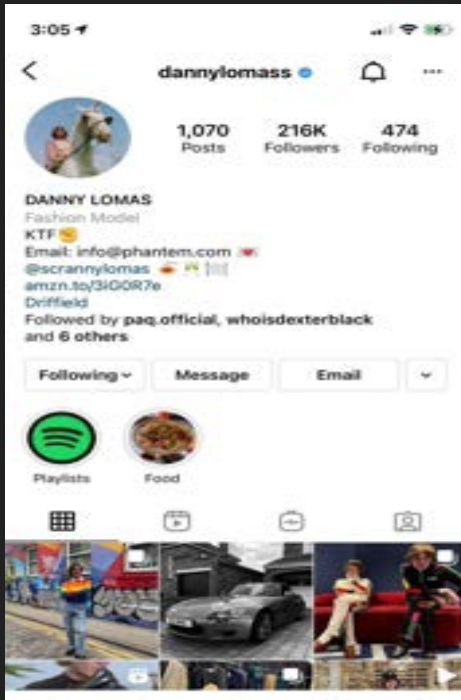 3:05
dannylomass
1,070 216K 474
Posts Followers Following
DANNY LOMAS
Fashion Model
KTF
Email: info@phantem.com
@scrannylomas
amzn.to/3iG0R7e
Driffield
Followed by paq.official, whoisdexterblack
and 6 others
Following Message Email
Playlists Food